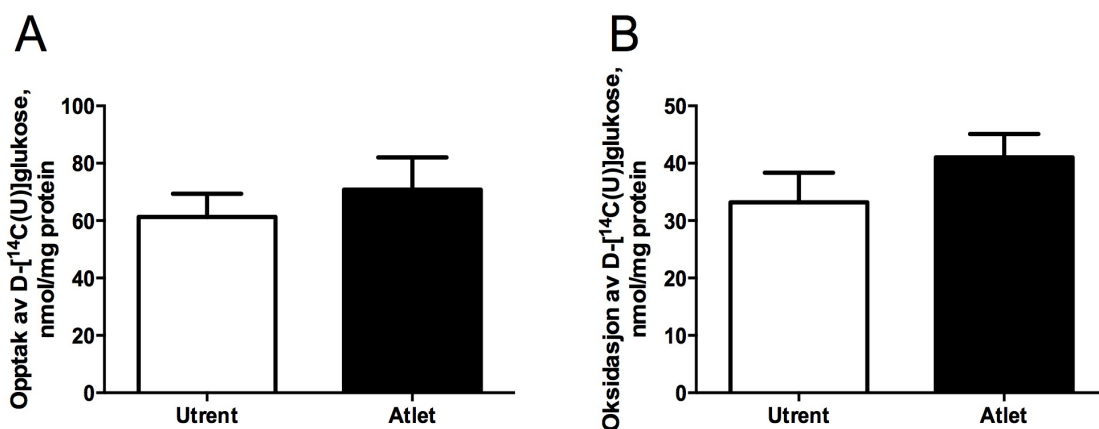 A
Opptak av D-[¹⁴C(U)]glukose,
nmol/mg protein
100
80
60
40
20
0
Utrent
Atlet
B
Oksidasjon av D-[¹⁴C(U)]glukose,
nmol/mg protein
50
40
30
20
10
0
Utrent
Atlet